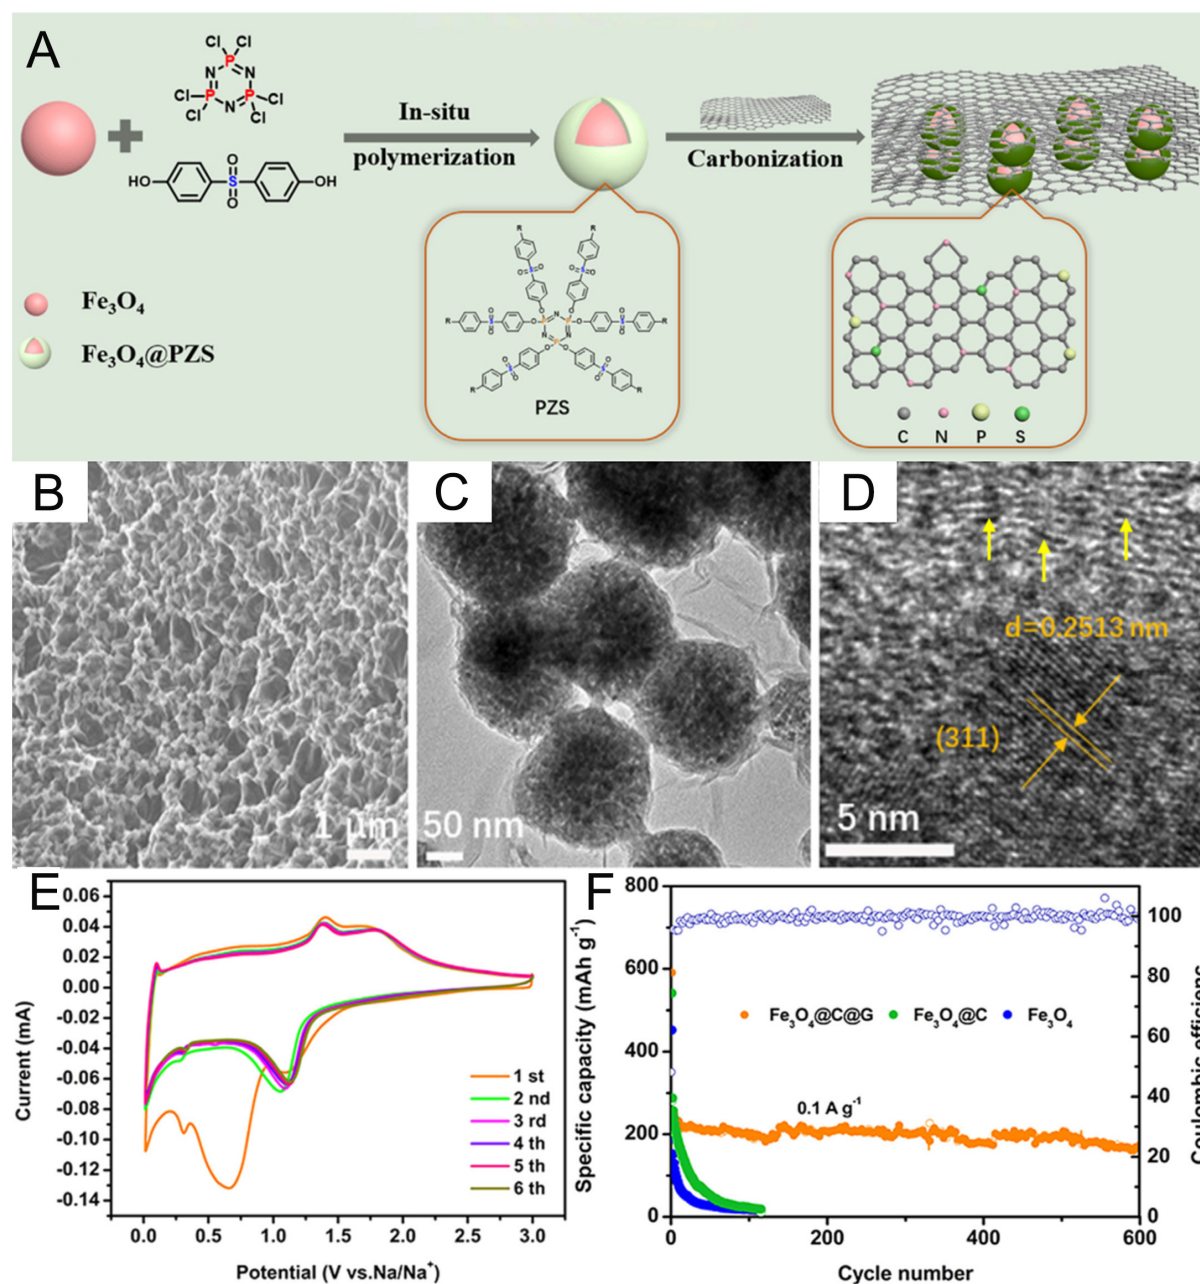 A
Cl Cl
P
N N
Cl P P Cl
Cl N Cl
HO S OH
O
O
In-situ
polymerization
Carbonization
Fe3O4
Fe3O4@PZS
PZS
C N P S
B
1 μm
C
50 nm
D
d=0.2513 nm
(311)
5 nm
E
0.06
0.04
0.02
0.00
-0.02
-0.04
-0.06
-0.08
-0.10
-0.12
-0.14
Current (mA)
1 st
2 nd
3 rd
4 th
5 th
6 th
0.0 0.5 1.0 1.5 2.0 2.5 3.0
Potential (V vs.Na/Na+)
F
800
600
400
200
0
Specific capacity (mAh g-1)
Fe3O4@C@G Fe3O4@C Fe3O4
0.1 A g-1
100
80
60
40
20
0
0 200 400 600
Cycle number